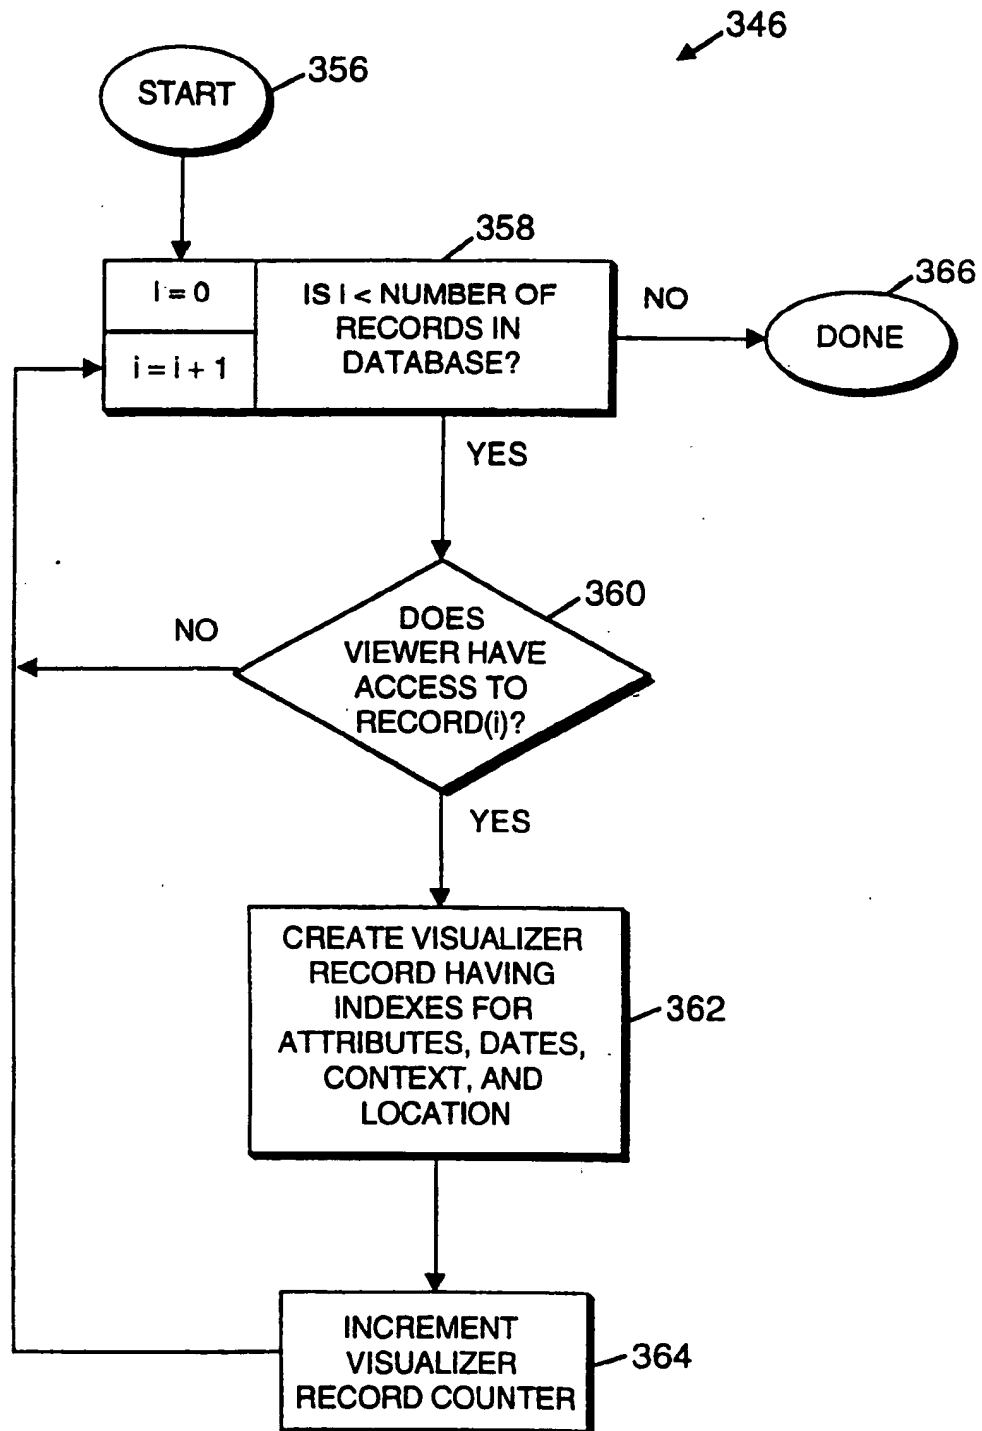 346
START
356
358
i = 0
IS i < NUMBER OF
RECORDS IN
DATABASE?
i = i + 1
NO
366
DONE
YES
360
DOES
VIEWER HAVE
ACCESS TO
RECORD(i)?
NO
YES
CREATE VISUALIZER
RECORD HAVING
INDEXES FOR
ATTRIBUTES, DATES,
CONTEXT, AND
LOCATION
362
INCREMENT
VISUALIZER
RECORD COUNTER
364